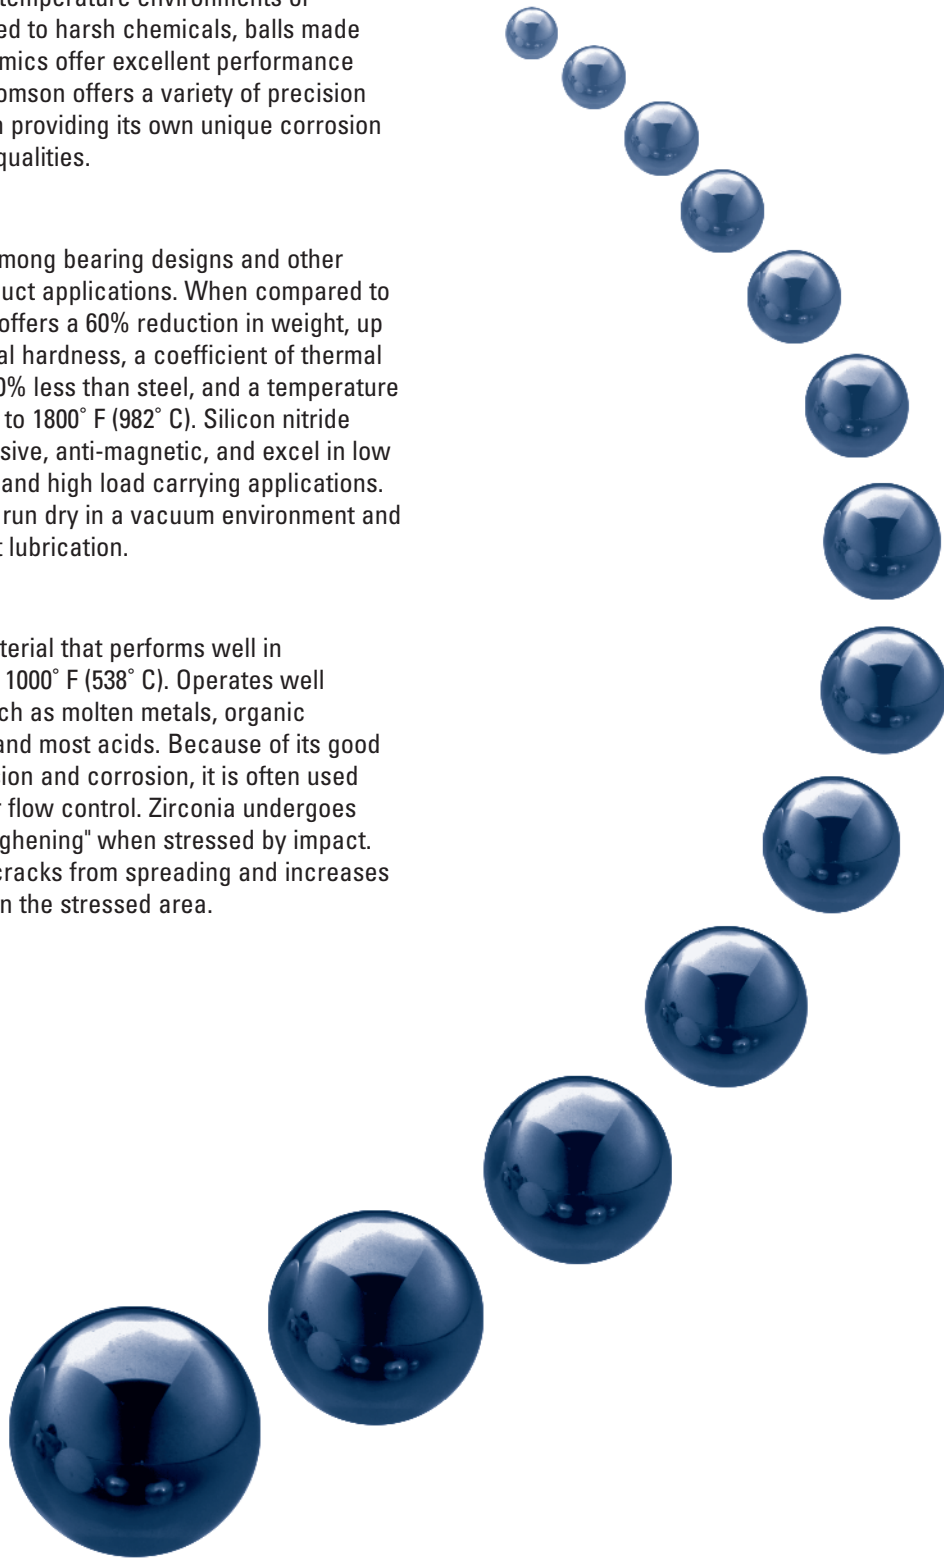 temperature environments or
ed to harsh chemicals, balls made
mics offer excellent performance
omson offers a variety of precision
n providing its own unique corrosion
qualities.
mong bearing designs and other
uct applications. When compared to
offers a 60% reduction in weight, up
al hardness, a coefficient of thermal
0% less than steel, and a temperature
to 1800˚ F (982˚ C). Silicon nitride
sive, anti-magnetic, and excel in low
and high load carrying applications.
run dry in a vacuum environment and
t lubrication.
terial that performs well in
1000˚ F (538˚ C). Operates well
ch as molten metals, organic
and most acids. Because of its good
sion and corrosion, it is often used
r flow control. Zirconia undergoes
ghening" when stressed by impact.
cracks from spreading and increases
n the stressed area.